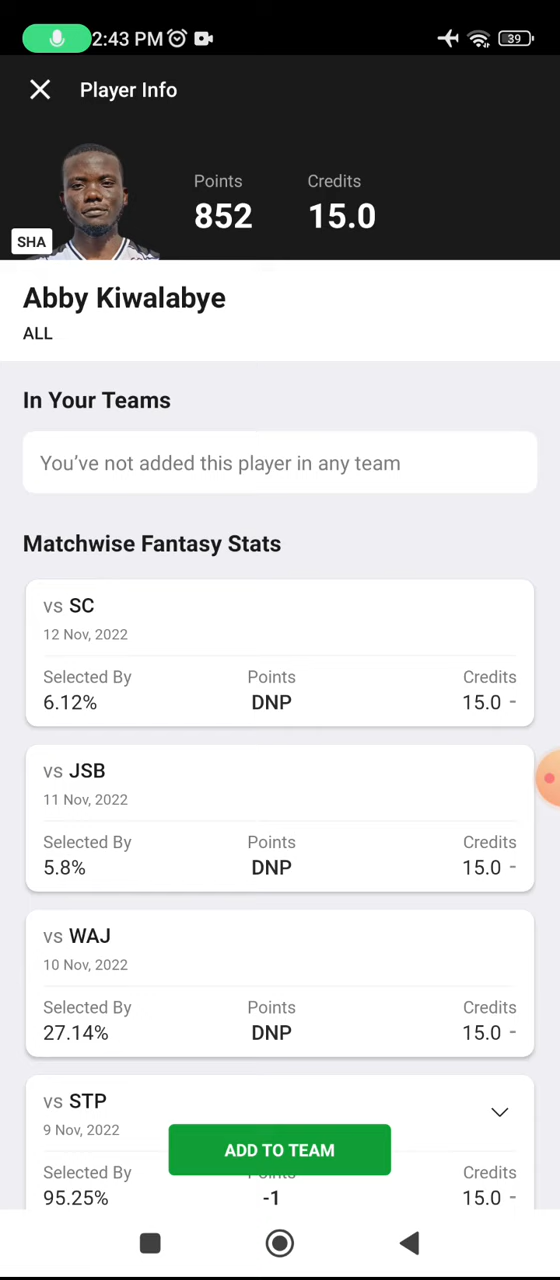 2:43 PM
39
Player Info
Points
Credits
852
15.0
SHA
Abby Kiwalabye
ALL
In Your Teams
You've not added this player in any team
Matchwise Fantasy Stats
vs SC
12 Nov, 2022
Selected By
Points
Credits
6.12%
DNP
15.0 -
vs JSB
11 Nov, 2022
Selected By
Points
Credits
5.8%
DNP
15.0 -
vs WAJ
10 Nov, 2022
Selected By
Points
Credits
27.14%
DNP
15.0 -
vs STP
9 Nov, 2022
ADD TO TEAM
Selected By
Points
Credits
95.25%
-1
15.0 -